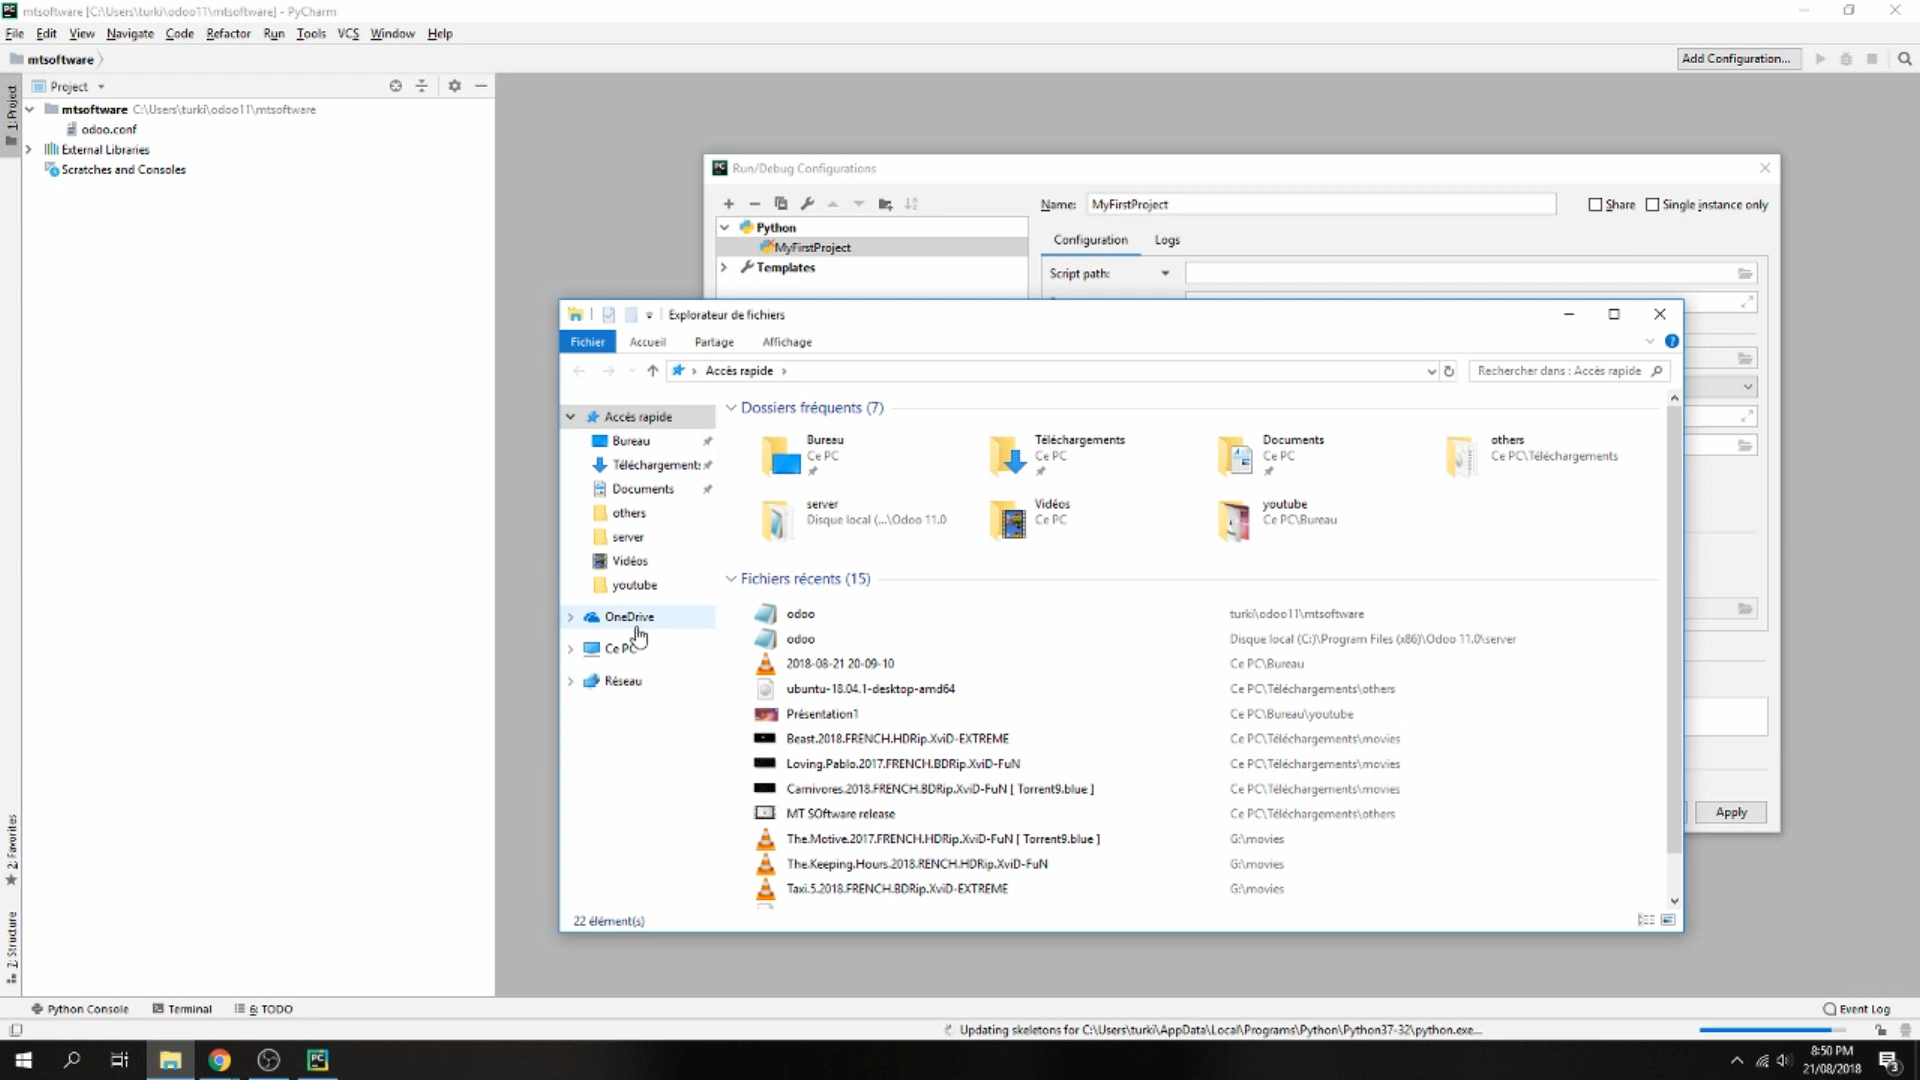 mtsoftware [C:\Users\turki\odoo11\mtsoftware] - PyCharm
File Edit View Navigate Code Refactor Run Tools VCS Window Help
mtsoftware
Add Configuration...
1: Project
Project
mtsoftware C:\Users\turki\odoo11\mtsoftware
odoo.conf
External Libraries
Scratches and Consoles
Run/Debug Configurations
Name: MyFirstProject
Share
Single instance only
Python
MyFirstProject
Templates
Configuration Logs
Script path:
Explorateur de fichiers
Fichier Accueil Partage Affichage
Accès rapide
Rechercher dans : Accès rapide
Accès rapide
Bureau
Téléchargement:
Documents
others
server
Vidéos
youtube
OneDrive
Ce PC
Réseau
Dossiers fréquents (7)
Bureau
Ce PC
Téléchargements
Ce PC
Documents
Ce PC
others
Ce PC\Téléchargements
server
Disque local (...\Odoo 11.0
Vidéos
Ce PC
youtube
Ce PC\Bureau
Fichiers récents (15)
odoo turki\odoo11\mtsoftware
odoo Disque local (C:)\Program Files (x86)\Odoo 11.0\server
2018-08-21 20-09-10 Ce PC\Bureau
ubuntu-18.04.1-desktop-amd64 Ce PC\Téléchargements\others
Présentation1 Ce PC\Bureau\youtube
Beast.2018.FRENCH.HDRip.XviD-EXTREME Ce PC\Téléchargements\movies
Loving.Pablo.2017.FRENCH.BDRip.XviD-FuN Ce PC\Téléchargements\movies
Carnivores.2018.FRENCH.BDRip.XviD-FuN [ Torrent9.blue ] Ce PC\Téléchargements\movies
MT SOftware release Ce PC\Téléchargements\others
The.Motive.2017.FRENCH.HDRip.XviD-FuN [ Torrent9.blue ] G:\movies
The.Keeping.Hours.2018.RENCH.HDRip.XviD-FuN G:\movies
Taxi.5.2018.FRENCH.BDRip.XviD-EXTREME G:\movies
22 élément(s)
Apply
2: Favorites
7: Structure
Python Console Terminal 6: TODO
Event Log
Updating skeletons for C:\Users\turki\AppData\Local\Programs\Python\Python37-32\python.exe...
8:50 PM
21/08/2018
3